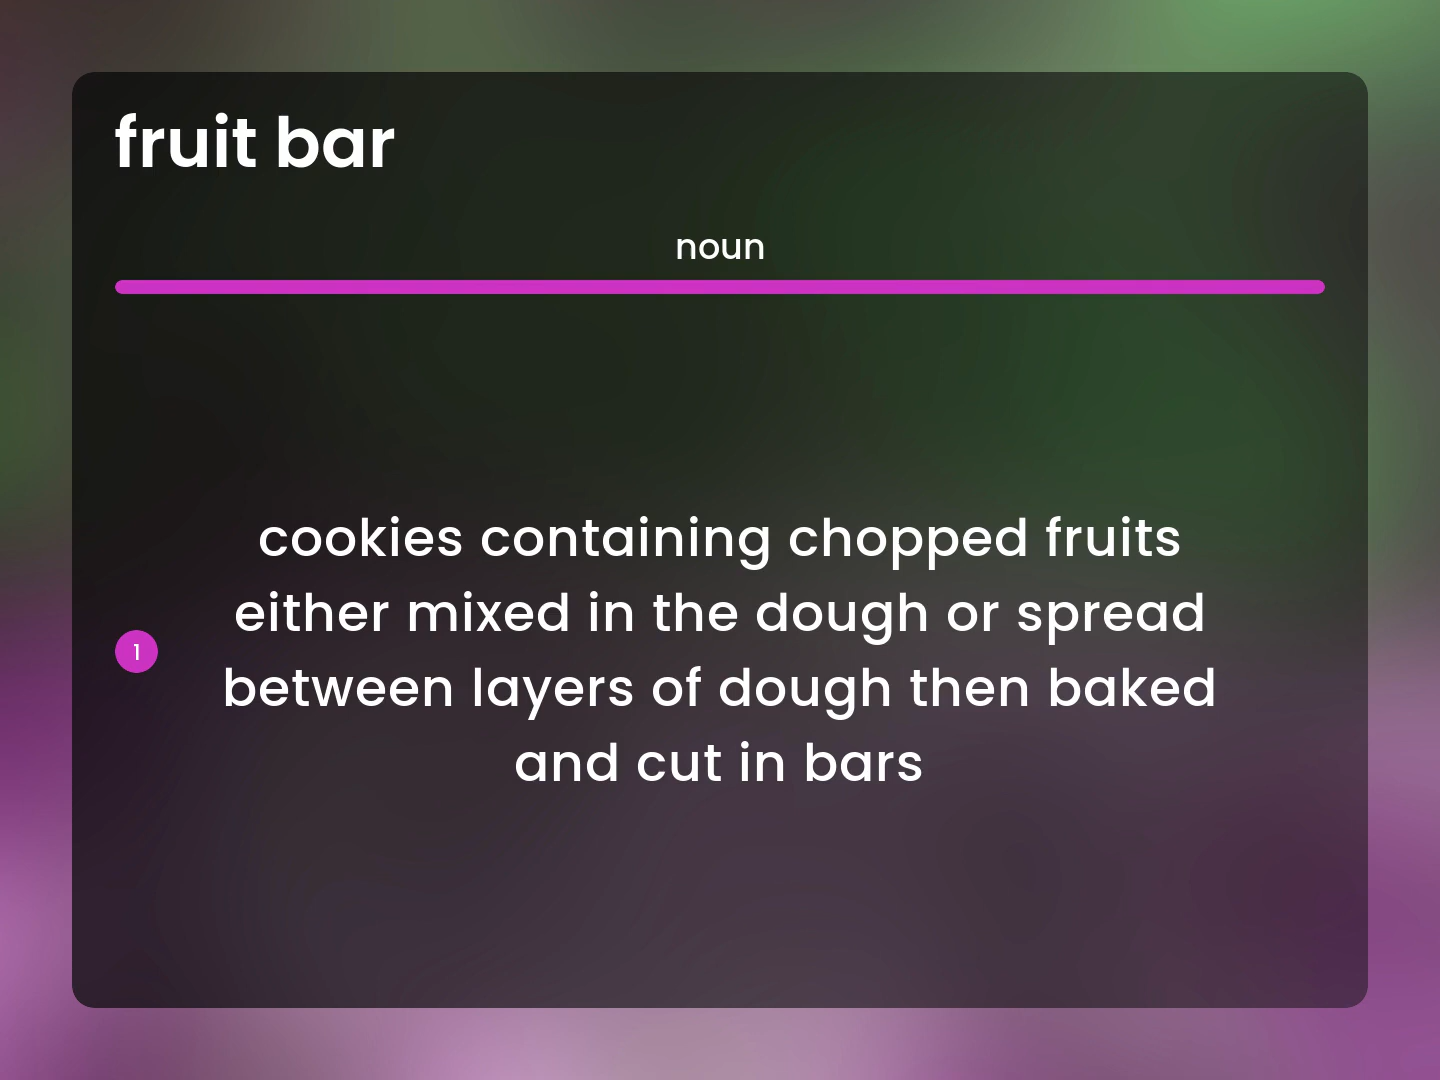 fruit bar
noun
cookies containing chopped fruits
either mixed in the dough or spread
1
between layers of dough then baked
and cut in bars